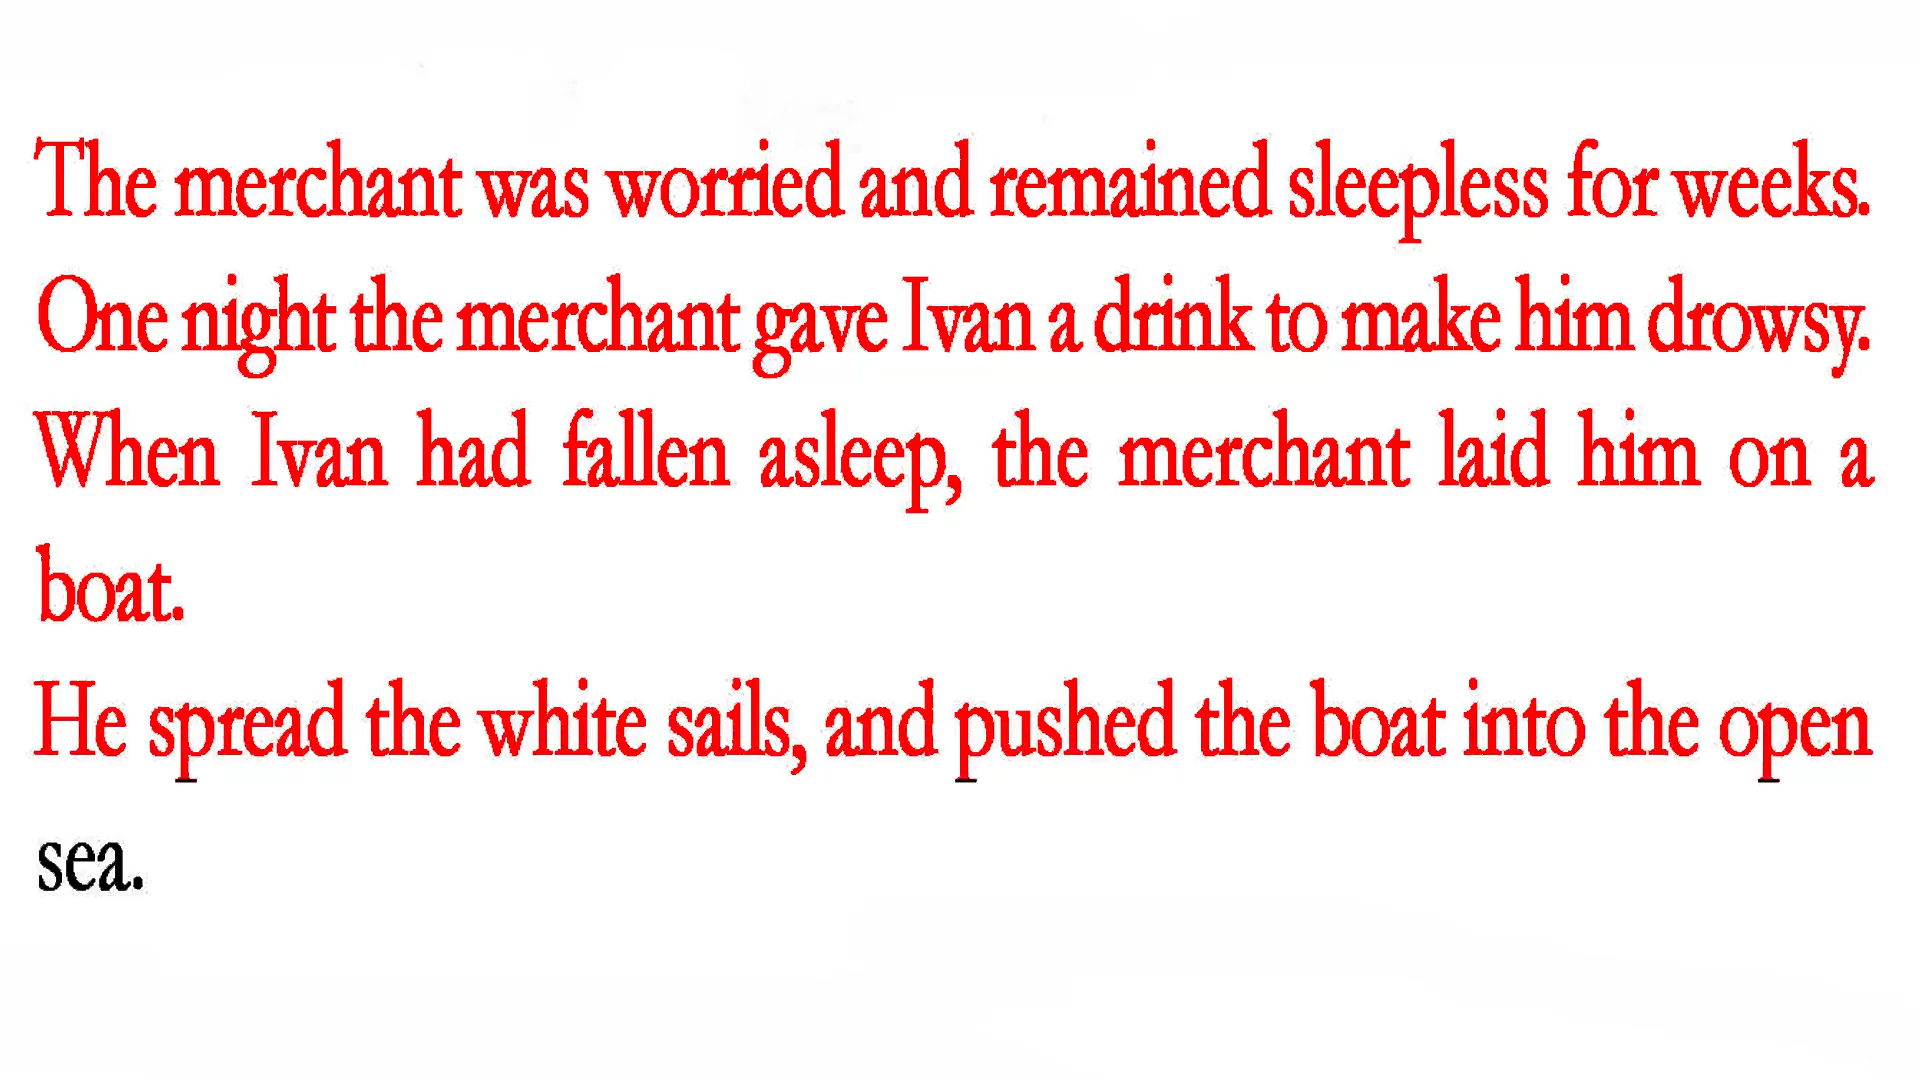 The merchant was worried and remained sleepless for weeks.
One night the merchant gave Ivan a drink to make him drowsy.
When Ivan had fallen asleep, the merchant laid him on a
boat.
He spread the white sails, and pushed the boat into the open
sea.